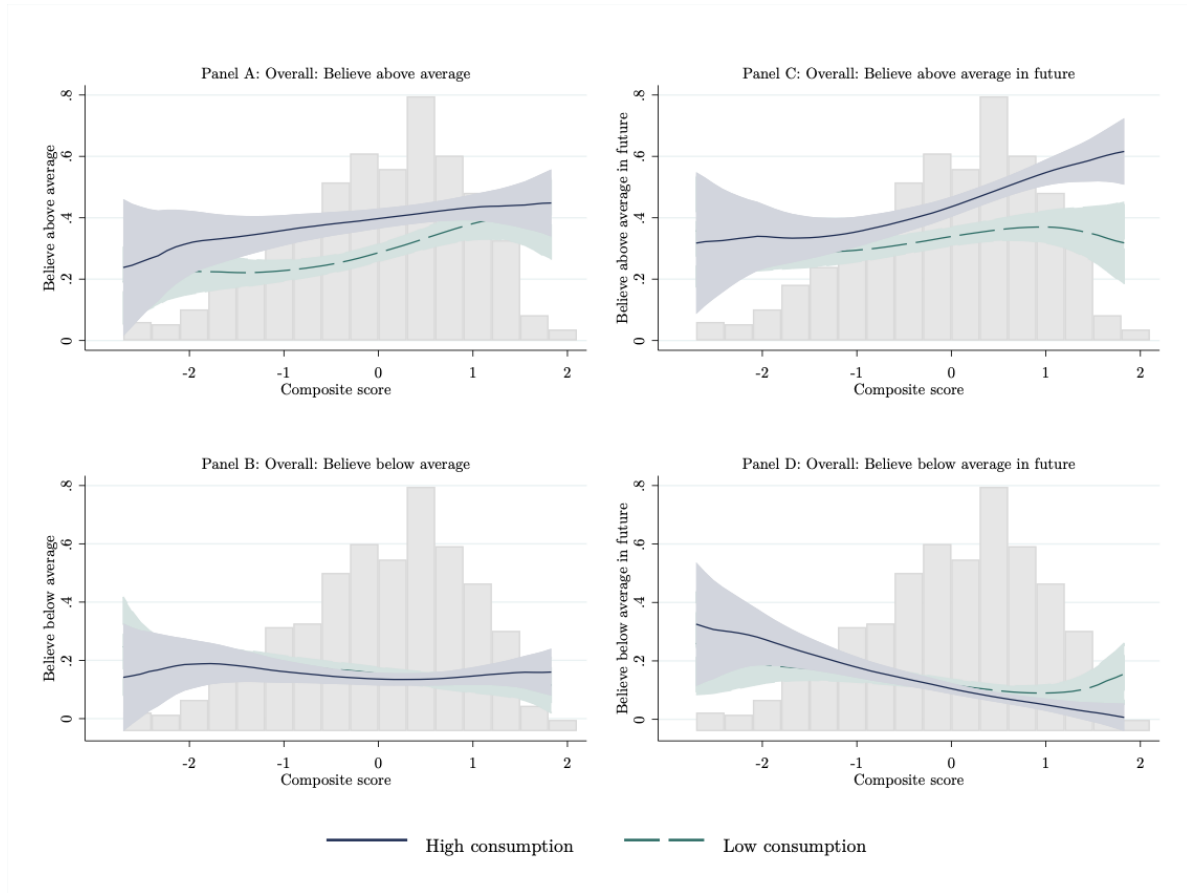 Panel A: Overall: Believe above average
Believe above average
.8
.6
.4
.2
0
-2 -1 0 1 2
Composite score
Panel C: Overall: Believe above average in future
Believe above average in future
.8
.6
.4
.2
0
-2 -1 0 1 2
Composite score
Panel B: Overall: Believe below average
Believe below average
.8
.6
.4
.2
0
-2 -1 0 1 2
Composite score
Panel D: Overall: Believe below average in future
Believe below average in future
.8
.6
.4
.2
0
-2 -1 0 1 2
Composite score
High consumption Low consumption